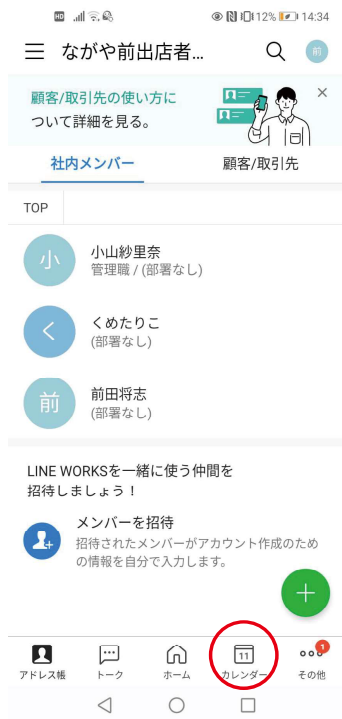 HD 12% 14:34
ながや前出店者... 前
顧客/取引先の使い方に
ついて詳細を見る。
社内メンバー 顧客/取引先
TOP
小 小山紗里奈
管理職 / (部署なし)
く くめたりこ
(部署なし)
前 前田将志
(部署なし)
LINE WORKSを一緒に使う仲間を
招待しましょう！
メンバーを招待
招待されたメンバーがアカウント作成のため
の情報を自分で入力します。
11 1
アドレス帳 トーク ホーム カレンダー その他